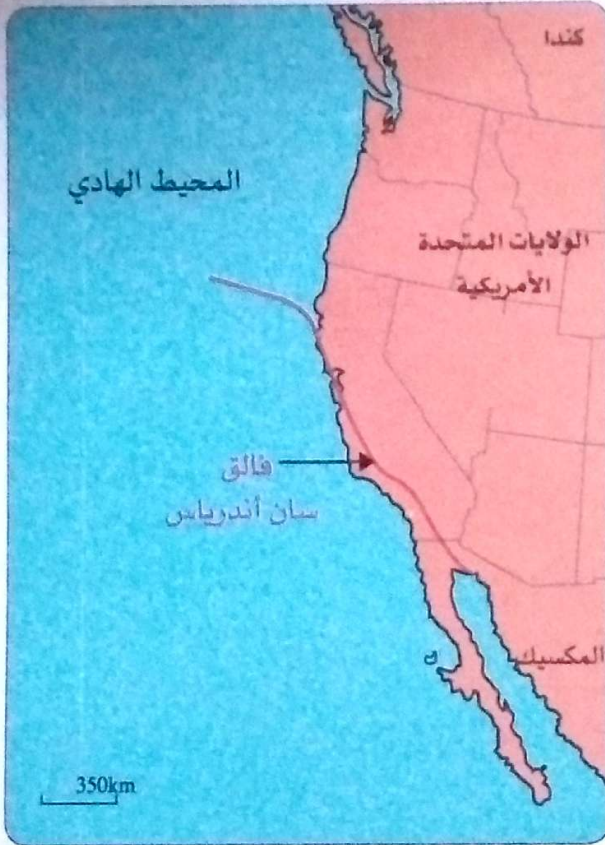 كندا
المحيط الهادي
الولايات المتحدة
الأمريكية
فالق
سان أندرياس
المكسيك
350km